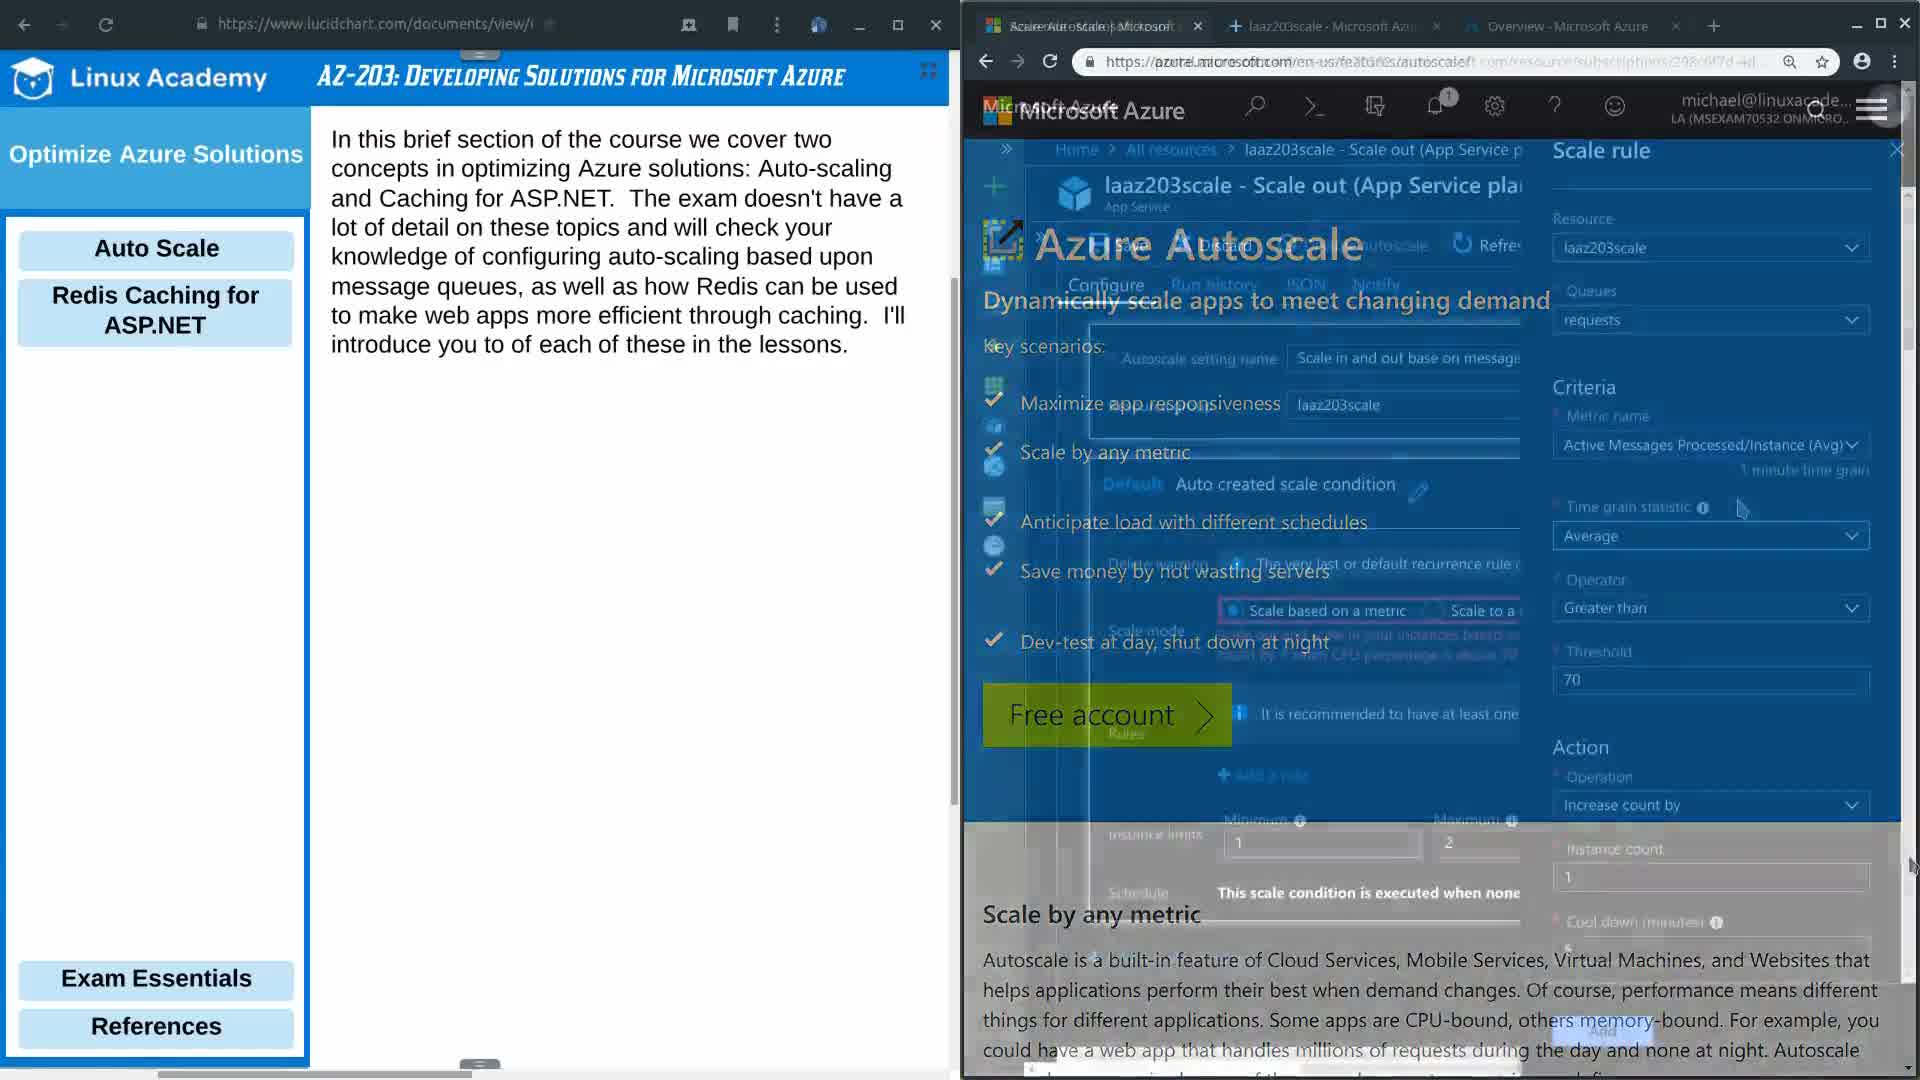 https://www.lucidchart.com/documents/view/
Linux Academy
AZ-203: Developing Solutions for Microsoft Azure
Optimize Azure Solutions
Auto Scale
Redis Caching for
ASP.NET
Exam Essentials
References
In this brief section of the course we cover two
concepts in optimizing Azure solutions: Auto-scaling
and Caching for ASP.NET.  The exam doesn't have a
lot of detail on these topics and will check your
knowledge of configuring auto-scaling based upon
message queues, as well as how Redis can be used
to make web apps more efficient through caching.  I'll
introduce you to of each of these in the lessons.
laaz203scale - Microsoft Azu
Overview - Microsoft Azure
Microsoft Azure
1
michael@linuxacade...
LA (MSEXAM70532.ONMICRO...
Home > All resources > laaz203scale - Scale out (App Service p
laaz203scale - Scale out (App Service pla
App Service
Save
Discard
Refre
Azure Autoscale
Configure
Run history
JSON
Notify
Dynamically scale apps to meet changing demand
Key scenarios:
Autoscale setting name
Scale in and out base on message
Maximize app responsiveness
laaz203scale
Scale by any metric
Default
Auto created scale condition
Anticipate load with different schedules
Delete warning
The very last or default recurrence rule
Save money by not wasting servers
Scale mode
Scale based on a metric
Scale to a
Dev-test at day, shut down at night
Free account
Rules
It is recommended to have at least one
+ Add a rule
Instance limits
Minimum
1
Maximum
2
Schedule
This scale condition is executed when none
Scale rule
Resource
laaz203scale
* Queues
requests
Criteria
* Metric name
Active Messages Processed/Instance (Avg)
1 minute time grain
* Time grain statistic
Average
* Operator
Greater than
* Threshold
70
Action
* Operation
Increase count by
* Instance count
1
* Cool down (minutes)
5
Add
Scale by any metric
Autoscale is a built-in feature of Cloud Services, Mobile Services, Virtual Machines, and Websites that
helps applications perform their best when demand changes. Of course, performance means different
things for different applications. Some apps are CPU-bound, others memory-bound. For example, you
could have a web app that handles millions of requests during the day and none at night. Autoscale